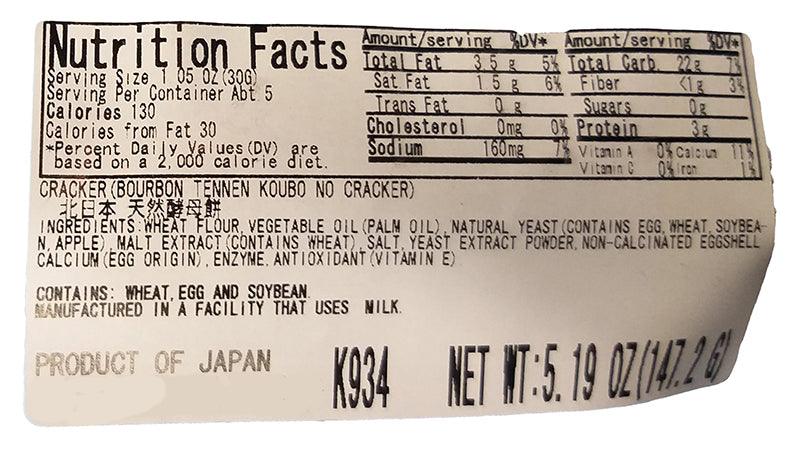 Nutrition Facts
Serving Size 1 05 OZ (30G)
Serving Per Container Abt 5
Calories 130
Calories from Fat 30
*Percent Daily Values (DV) are
based on a 2,000 calorie diet.
Amount/serving %DV*
Total Fat 3 5 g 5%
Sat Fat 1 5 g 6%
Trans Fat 0 g
Cholesterol 0mg 0%
Sodium 160mg 7%
Amount/serving %DV*
Total Carb 22g 7%
Fiber <1g 3%
Sugars 0g
Protein 3g
Vitamin A 0% Calcium 11%
Vitamin C 0% Iron 1%
CRACKER (BOURBON TENNEN KOUBO NO CRACKER)
北日本 天然酵母餅
INGREDIENTS:WHEAT FLOUR, VEGETABLE OIL (PALM OIL), NATURAL YEAST (CONTAINS EGG, WHEAT, SOYBEA-
N, APPLE), MALT EXTRACT (CONTAINS WHEAT), SALT, YEAST EXTRACT POWDER, NON-CALCINATED EGGSHELL
CALCIUM (EGG ORIGIN), ENZYME, ANTIOXIDANT (VITAMIN E)
CONTAINS: WHEAT, EGG AND SOYBEAN.
MANUFACTURED IN A FACILITY THAT USES MILK.
PRODUCT OF JAPAN
K934
NET WT:5. 19 OZ (147. 2 G)